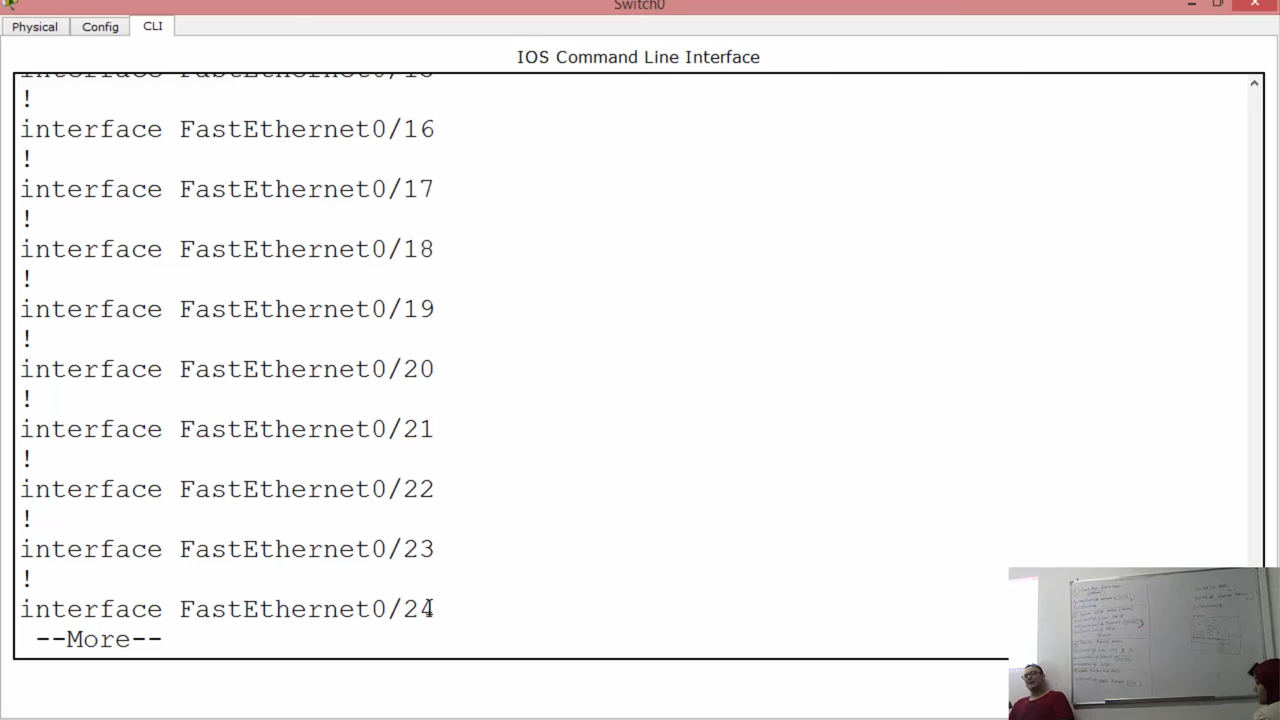 Switch0
Physical
Config
CLI
IOS Command Line Interface
!
interface FastEthernet0/16
!
interface FastEthernet0/17
!
interface FastEthernet0/18
!
interface FastEthernet0/19
!
interface FastEthernet0/20
!
interface FastEthernet0/21
!
interface FastEthernet0/22
!
interface FastEthernet0/23
!
interface FastEthernet0/24
--More--